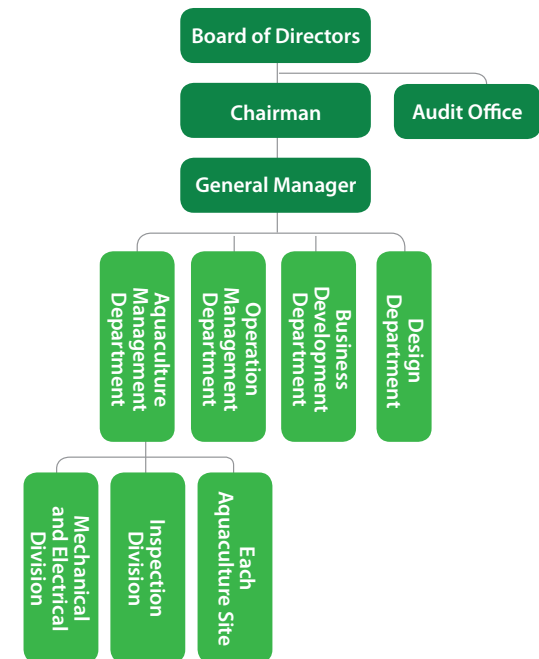 Board of Directors
Chairman
Audit Office
General Manager
Aquaculture
Management
Department
Operation
Management
Department
Business
Development
Department
Design
Department
Mechanical
and Electrical
Division
Inspection
Division
Each
Aquaculture Site